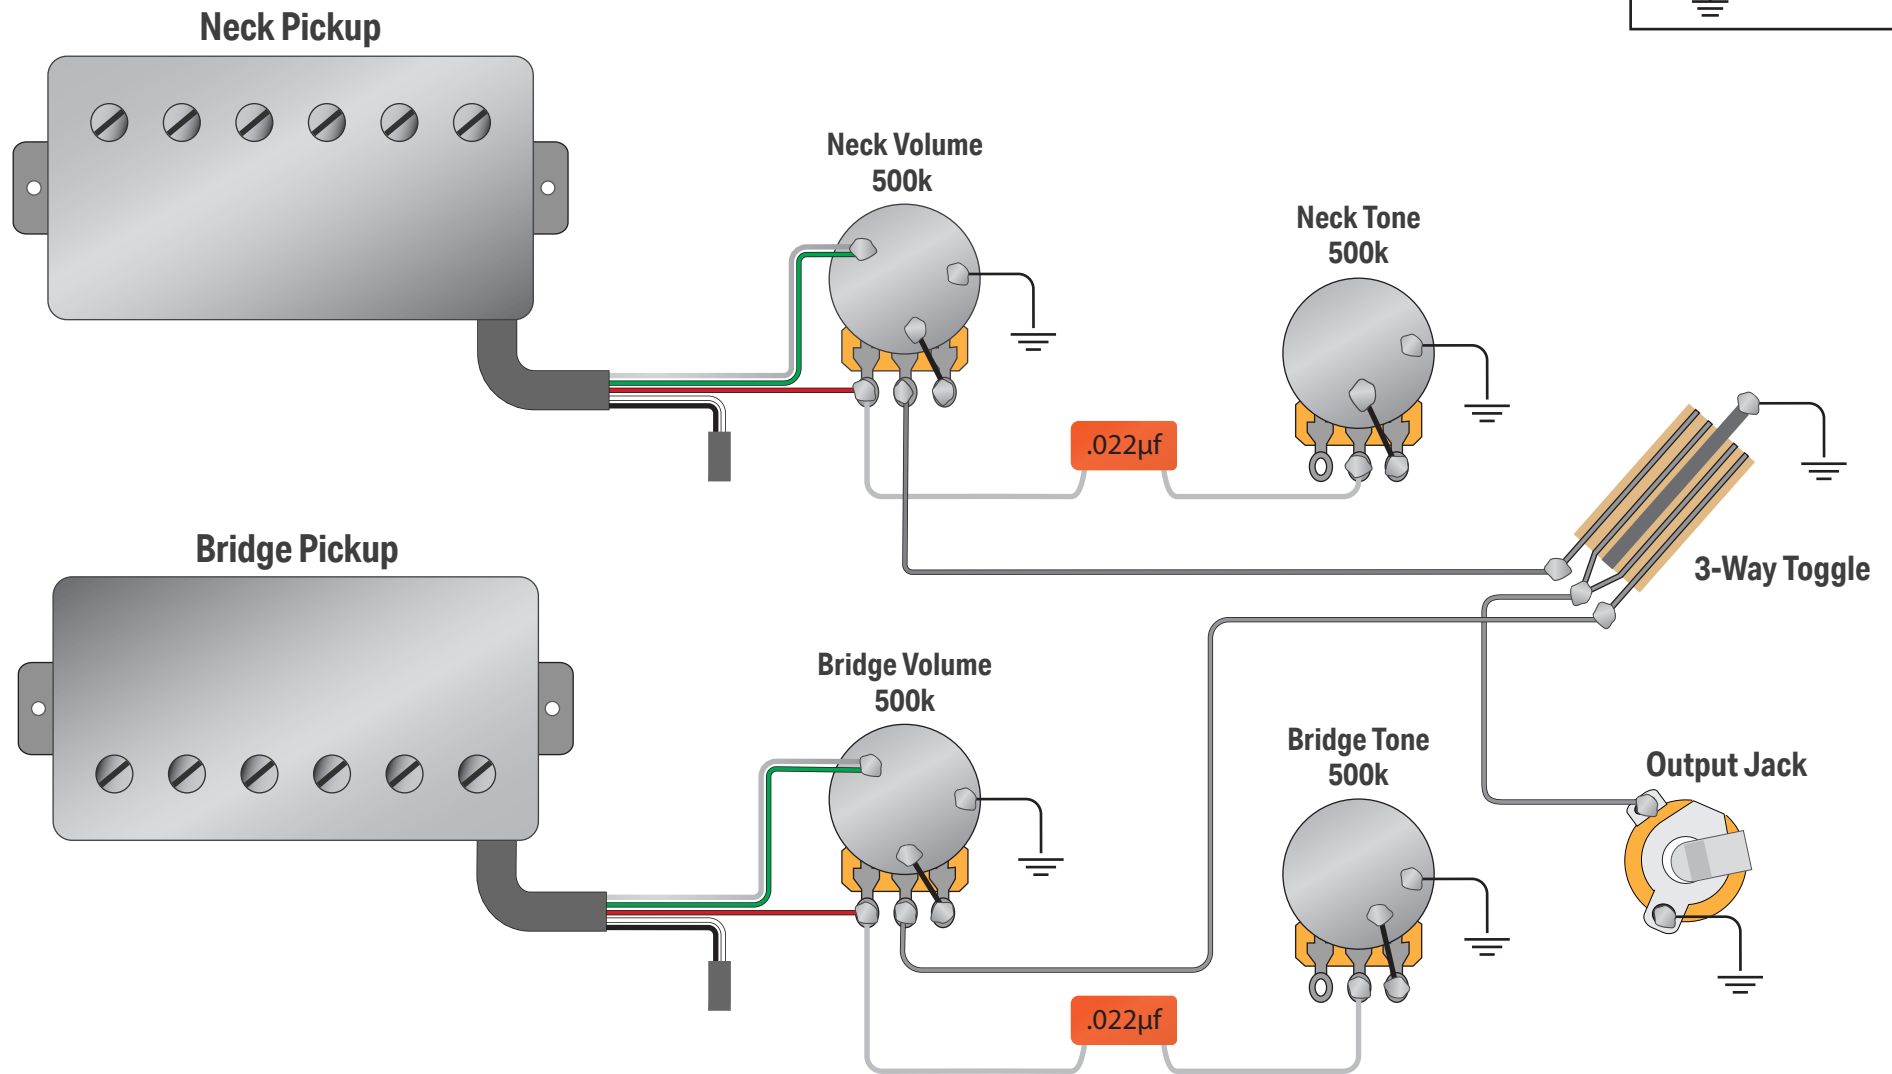 Neck Pickup
Neck Volume
500k
Neck Tone
500k
.022µf
3-Way Toggle
Bridge Pickup
Bridge Volume
500k
Bridge Tone
500k
Output Jack
.022µf